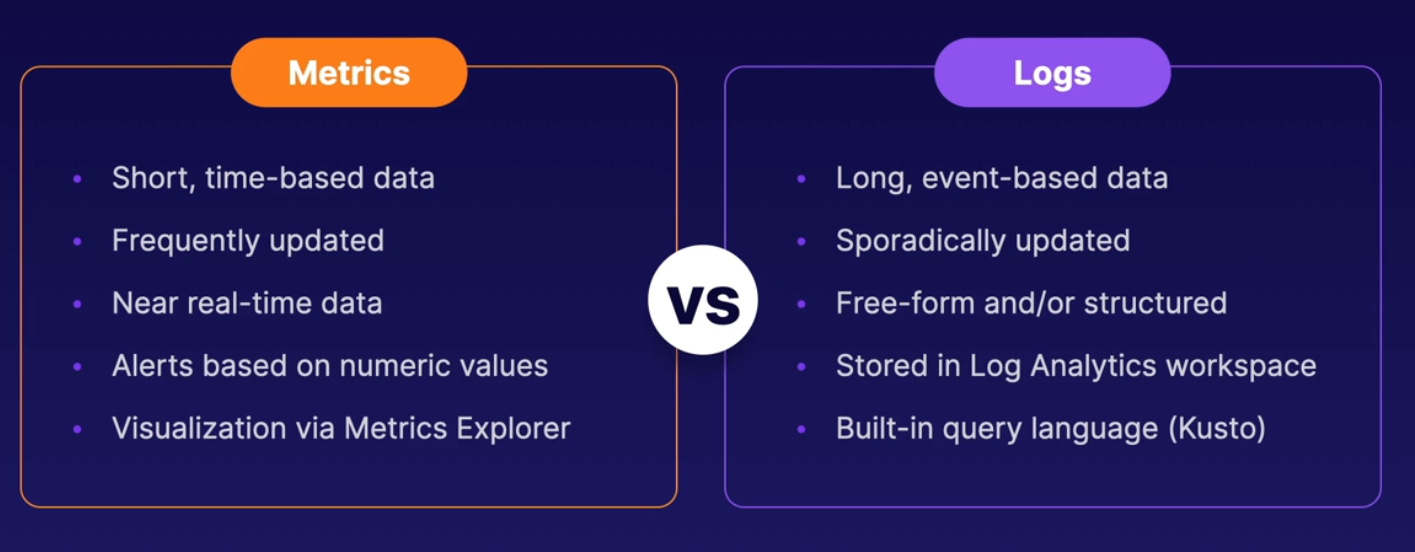 Metrics
Short, time-based data
Frequently updated
Near real-time data
Alerts based on numeric values
Visualization via Metrics Explorer
vs
Logs
Long, event-based data
Sporadically updated
Free-form and/or structured
Stored in Log Analytics workspace
Built-in query language (Kusto)